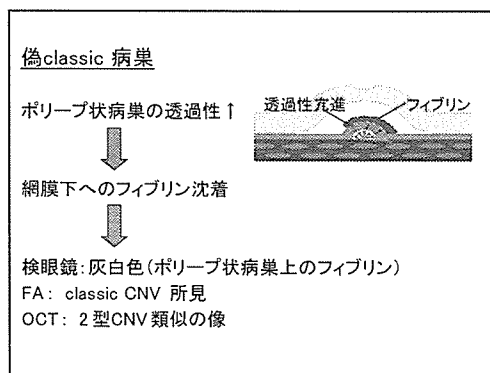 偽classic 病巣
ポリープ状病巣の透過性↑
透過性亢進
フィブリン
網膜下へのフィブリン沈着
検眼鏡:灰白色(ポリープ状病巣上のフィブリン)
FA: classic CNV 所見
OCT: 2型CNV類似の像